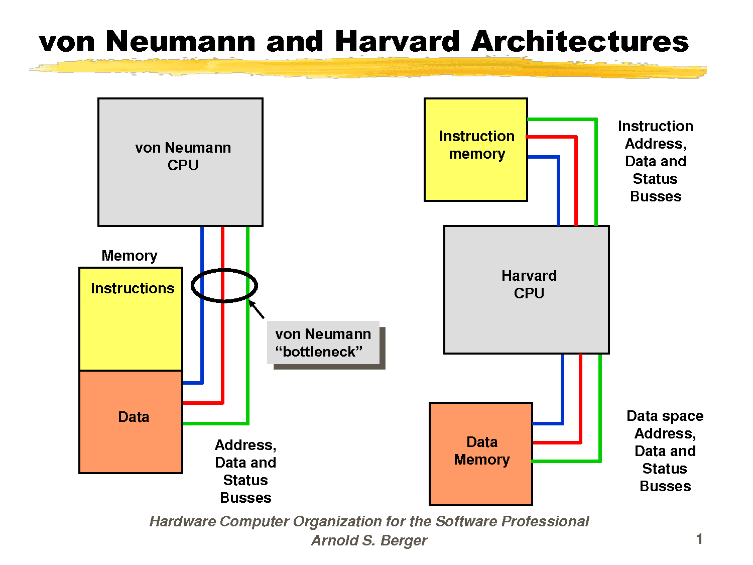 von Neumann and Harvard Architectures
von Neumann
CPU
Memory
Instructions
Data
von Neumann
“bottleneck”
Address,
Data and
Status
Busses
Instruction
memory
Instruction
Address,
Data and
Status
Busses
Harvard
CPU
Data
Memory
Data space
Address,
Data and
Status
Busses
Hardware Computer Organization for the Software Professional
Arnold S. Berger
1